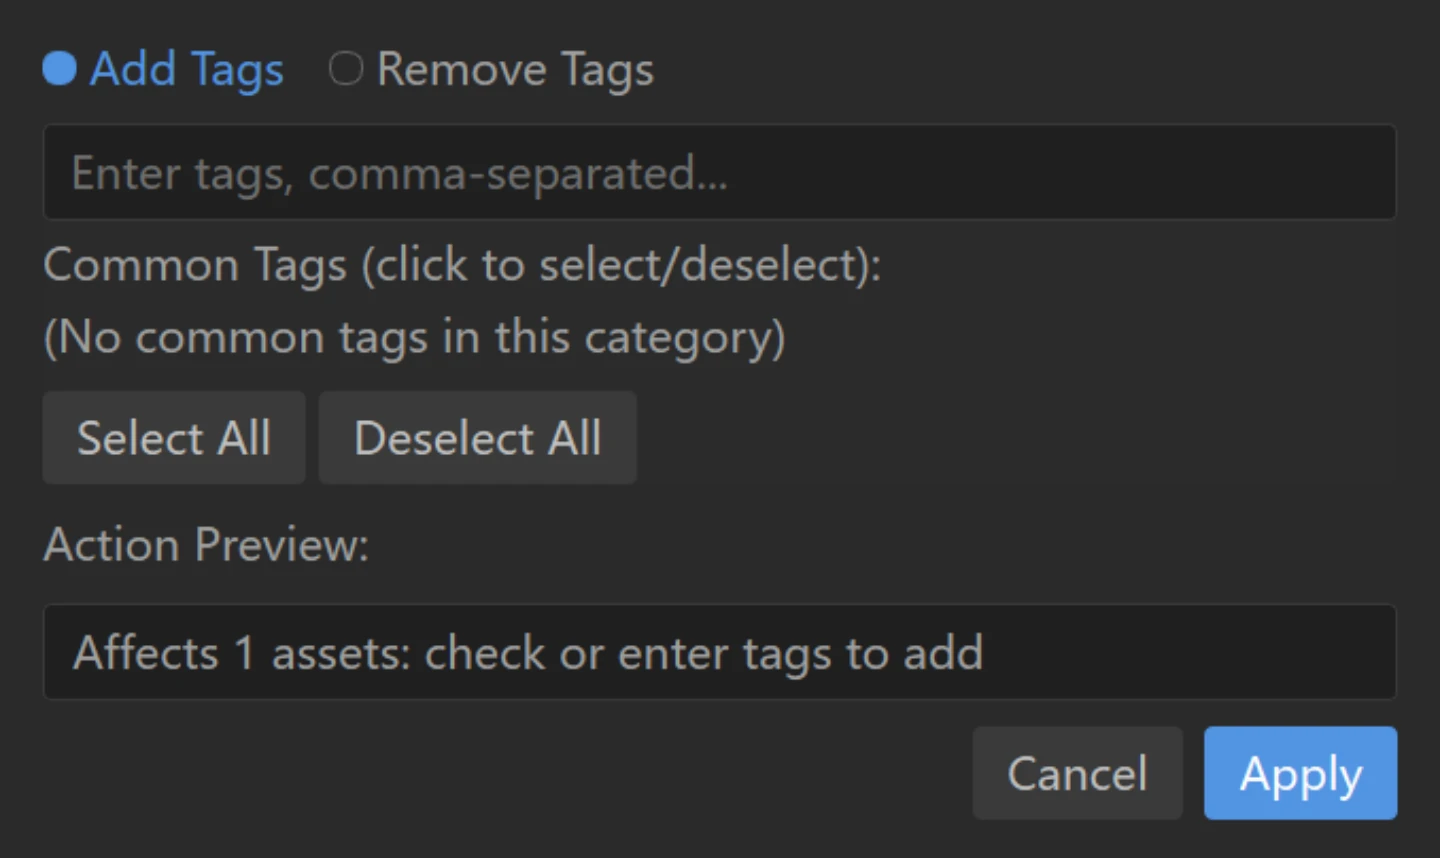 Add Tags Remove Tags
Enter tags, comma-separated...
Common Tags (click to select/deselect):
(No common tags in this category)
Select All Deselect All
Action Preview:
Affects 1 assets: check or enter tags to add
Cancel Apply